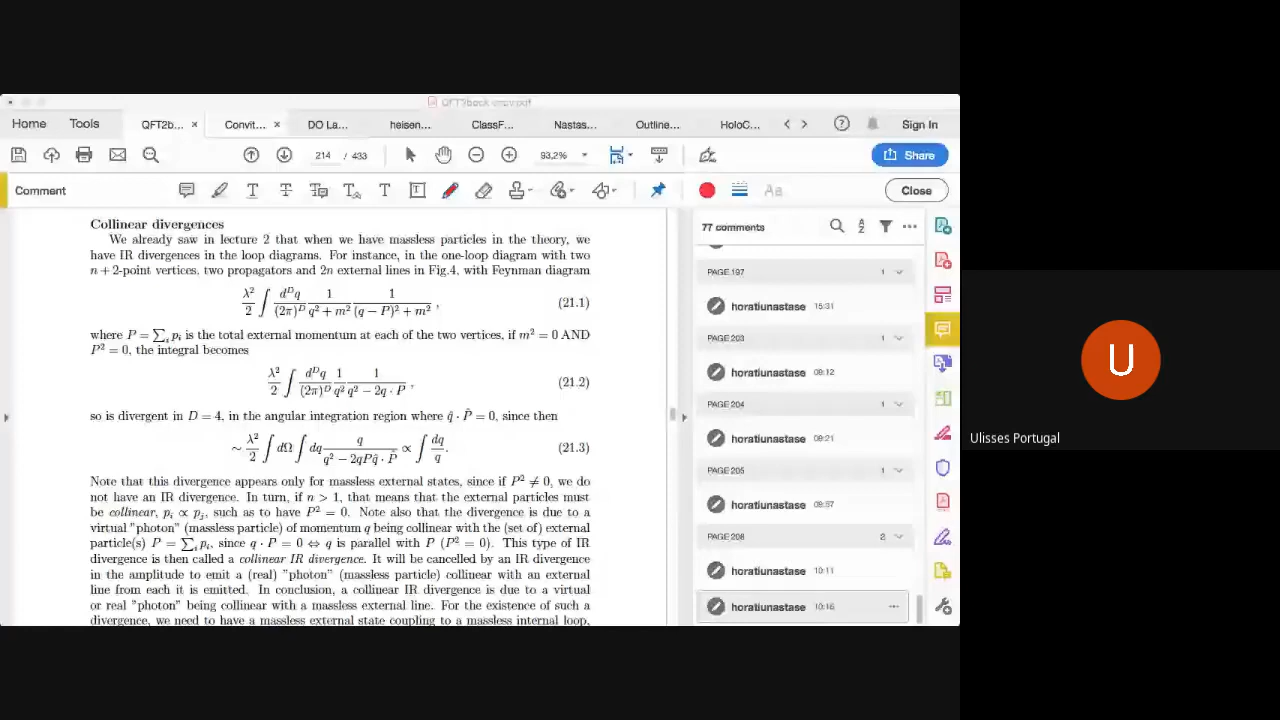 QFT2back copy.pdf
Home Tools QFT2b... × Convit... × DO La... heisen... ClassF... Nastas... Outline... HoloC... Sign In
214 / 433 93,2% Share
Comment Aa Close
Collinear divergences
We already saw in lecture 2 that when we have massless particles in the theory, we
have IR divergences in the loop diagrams. For instance, in the one-loop diagram with two
n + 2-point vertices, two propagators and 2n external lines in Fig.4, with Feynman diagram
λ²/2 ∫ d^D q/(2π)^D 1/(q² + m²) 1/((q − P)² + m²) , (21.1)
where P = ∑_i p_i is the total external momentum at each of the two vertices, if m² = 0 AND
P² = 0, the integral becomes
λ²/2 ∫ d^D q/(2π)^D 1/q² 1/(q² − 2q · P) , (21.2)
so is divergent in D = 4, in the angular integration region where q̂ · P̂ = 0, since then
∼ λ²/2 ∫ dΩ ∫ dq q/(q² − 2qP q̂ · P̂) ∝ ∫ dq/q. (21.3)
Note that this divergence appears only for massless external states, since if P² ≠ 0, we do
not have an IR divergence. In turn, if n > 1, that means that the external particles must
be collinear, p_i ∝ p_j, such as to have P² = 0. Note also that the divergence is due to a
virtual "photon" (massless particle) of momentum q being collinear with the (set of) external
particle(s) P = ∑_i p_i, since q · P = 0 ⇔ q is parallel with P (P² = 0). This type of IR
divergence is then called a collinear IR divergence. It will be cancelled by an IR divergence
in the amplitude to emit a (real) "photon" (massless particle) collinear with an external
line from each it is emitted. In conclusion, a collinear IR divergence is due to a virtual
or real "photon" being collinear with a massless external line. For the existence of such a
divergence, we need to have a massless external state coupling to a massless internal loop,
77 comments
PAGE 197 1
horatiunastase 15:31
PAGE 203 1
horatiunastase 09:12
PAGE 204 1
horatiunastase 09:21
PAGE 205 1
horatiunastase 09:57
PAGE 206 2
horatiunastase 10:11
horatiunastase 10:16
U
Ulisses Portugal